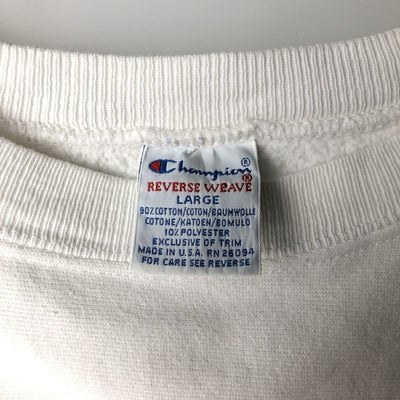 Champion®
REVERSE WEAVE®
LARGE
90% COTTON/COTON/BAUMWOLLE
COTONE/KATOEN/BOMULD
10% POLYESTER
EXCLUSIVE OF TRIM
MADE IN U.S.A. RN 26094
FOR CARE SEE REVERSE